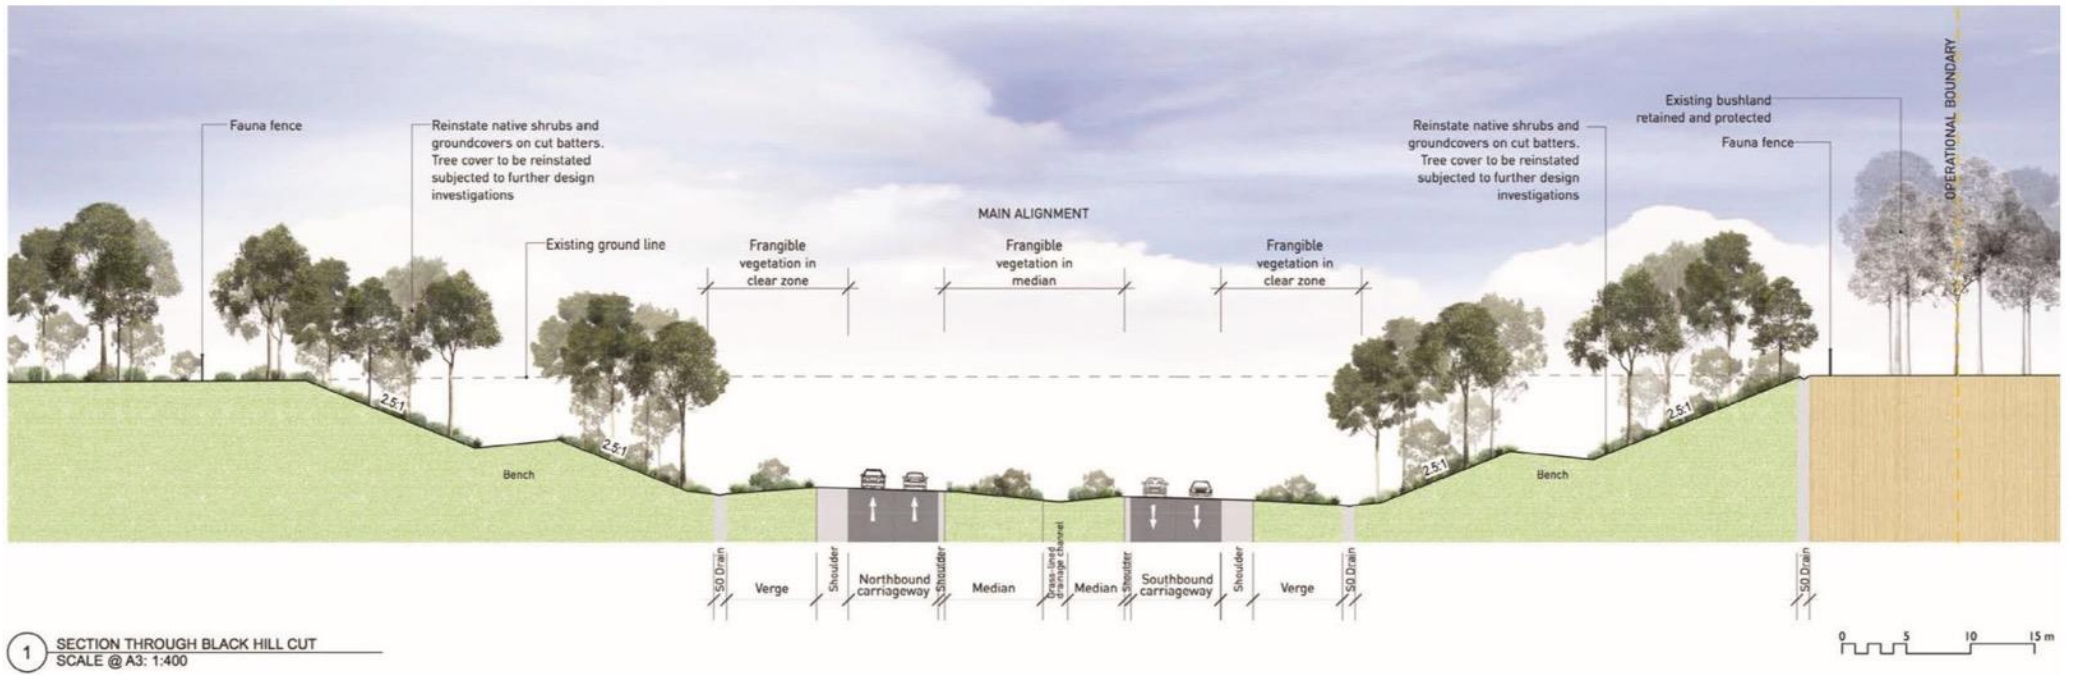 OPERATIONAL BOUNDARY
Fauna fence
Reinstate native shrubs and
groundcovers on cut batters.
Tree cover to be reinstated
subjected to further design
investigations
Existing ground line
MAIN ALIGNMENT
Frangible
vegetation in
clear zone
Frangible
vegetation in
median
Frangible
vegetation in
clear zone
Reinstate native shrubs and
groundcovers on cut batters.
Tree cover to be reinstated
subjected to further design
investigations
Existing bushland
retained and protected
Fauna fence
2.5:1
Bench
2.5:1
2.5:1
Bench
2.5:1
SO Drain
Verge
Shoulder
Northbound
carriageway
Shoulder
Median
Grass-lined
drainage channel
Median
Shoulder
Southbound
carriageway
Shoulder
Verge
SO Drain
SO Drain
1
SECTION THROUGH BLACK HILL CUT
SCALE @ A3: 1:400
0 5 10 15 m